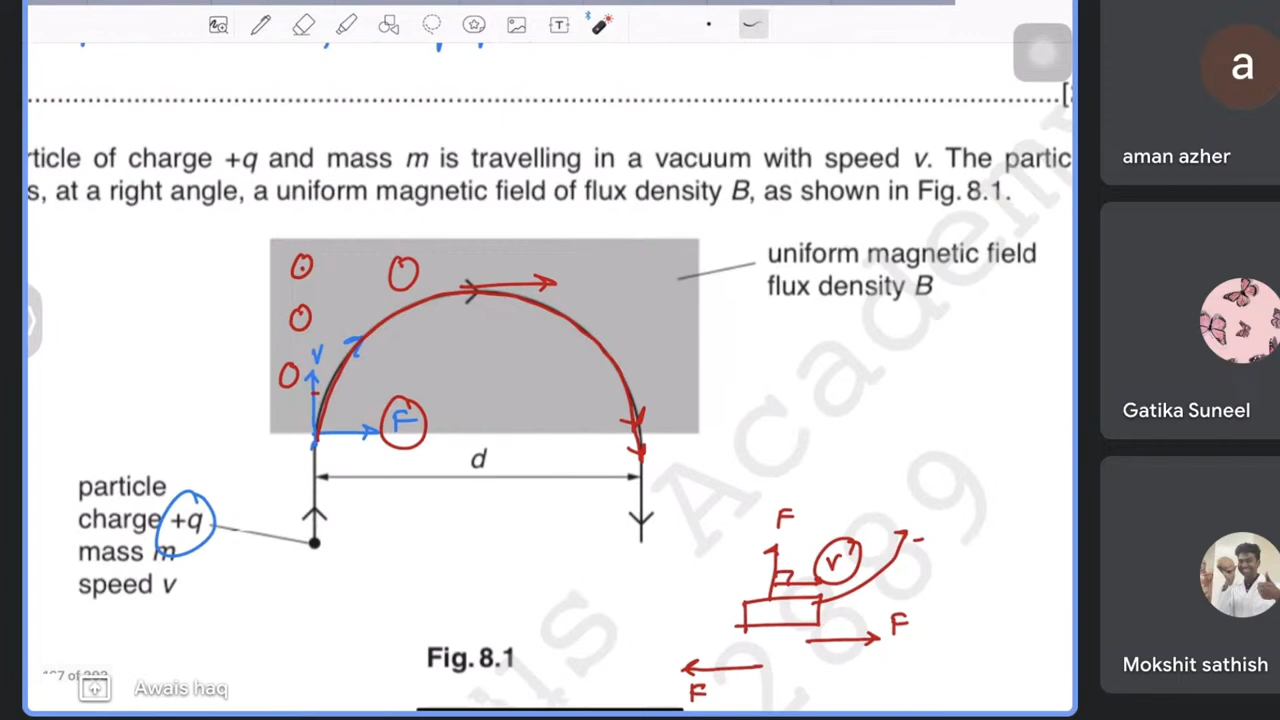 [
rticle of charge +q and mass m is travelling in a vacuum with speed v. The partic
s, at a right angle, a uniform magnetic field of flux density B, as shown in Fig. 8.1.
uniform magnetic field
flux density B
V
F
d
particle
charge +q
mass m
speed v
F
v
F
F
Fig. 8.1
Awais haq
Academy
2889
a
aman azher
Gatika Suneel
Mokshit sathish